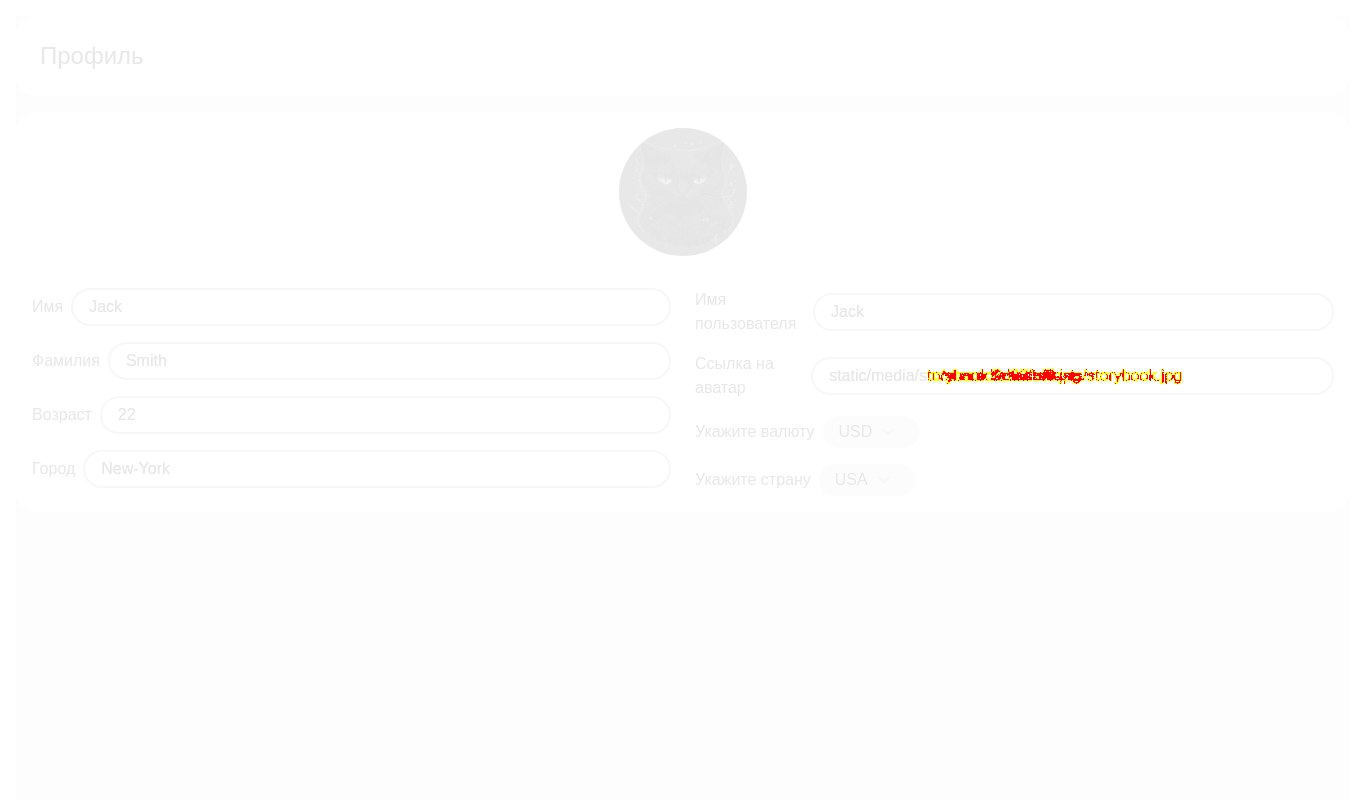 Профиль
Имя
Jack
Фамилия
Smith
Возраст
22
Город
New-York
Имя
пользователя
Jack
Ссылка на
аватар
static/media/s /storybook.jpg
Укажите валюту
USD
Укажите страну
USA